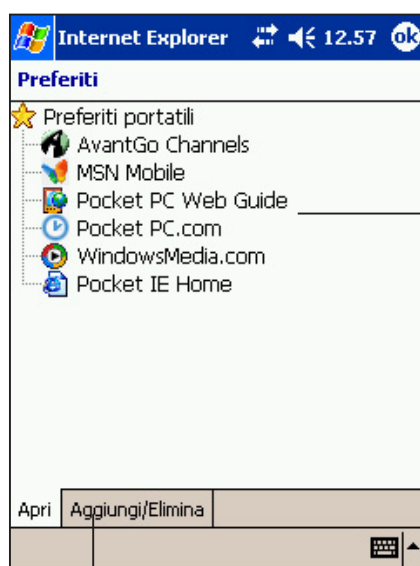 Internet Explorer 12.57 ok
Preferiti
Preferiti portatili
AvantGo Channels
MSN Mobile
Pocket PC Web Guide
Pocket PC.com
WindowsMedia.com
Pocket IE Home
Apri Aggiungi/Elimina